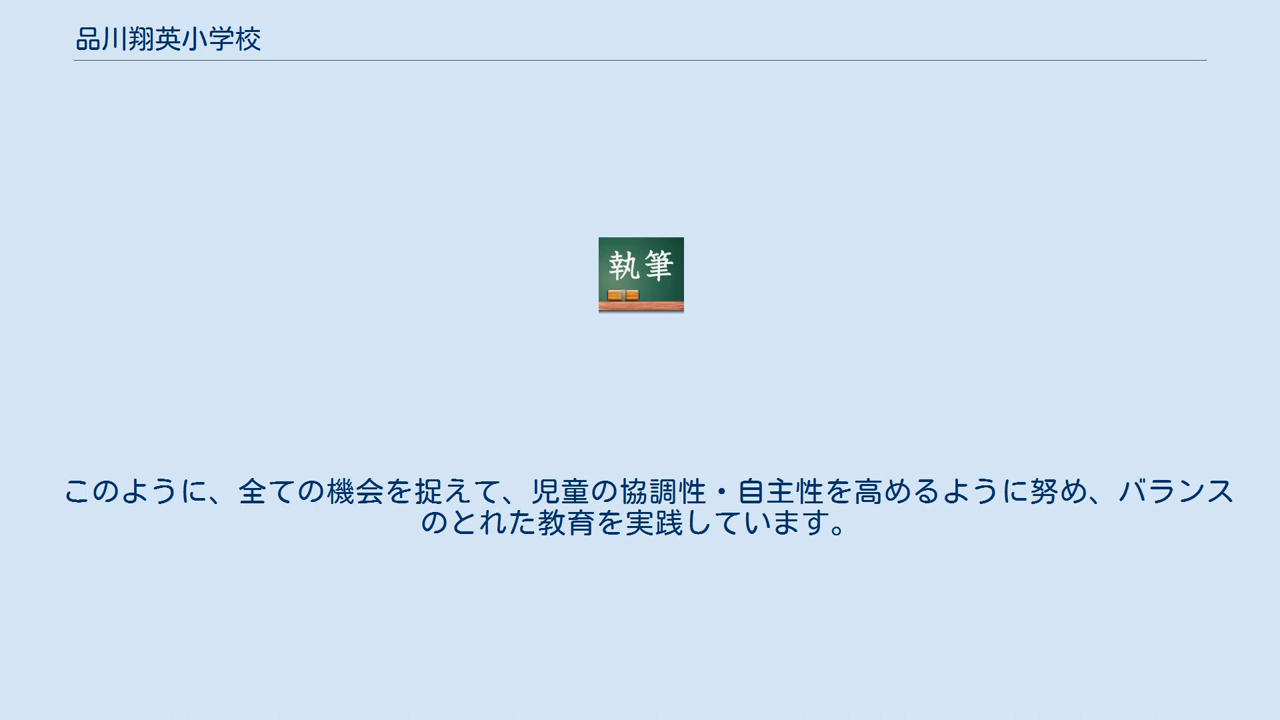 品川翔英小学校
執筆
このように、全ての機会を捉えて、児童の協調性・自主性を高めるように努め、バランス
のとれた教育を実践しています。